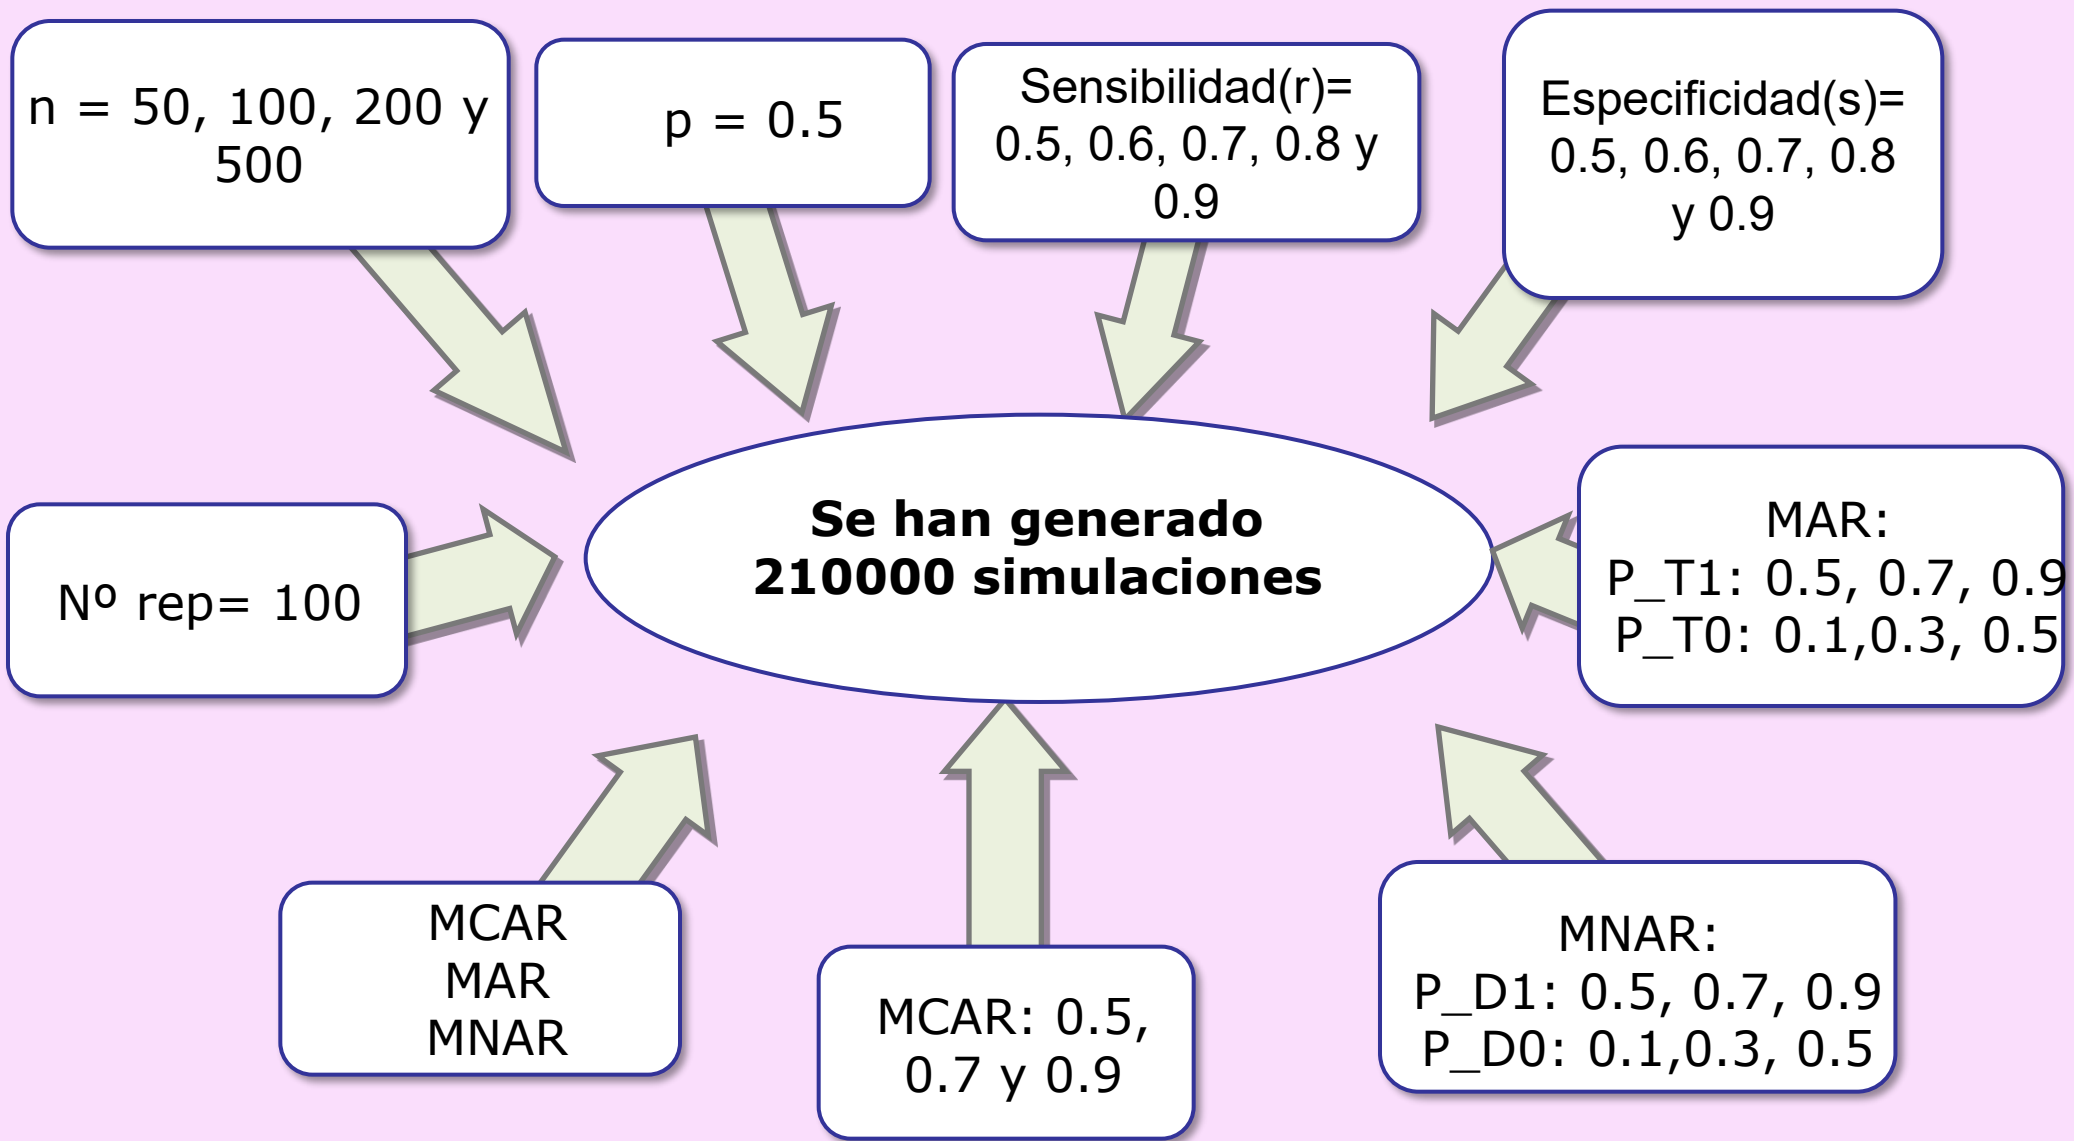 n = 50, 100, 200 y
500
p = 0.5
Sensibilidad(r)=
0.5, 0.6, 0.7, 0.8 y
0.9
Especificidad(s)=
0.5, 0.6, 0.7, 0.8
y 0.9
Se han generado
210000 simulaciones
MAR:
P_T1: 0.5, 0.7, 0.9
P_T0: 0.1,0.3, 0.5
Nº rep= 100
MCAR
MAR
MNAR
MCAR: 0.5,
0.7 y 0.9
MNAR:
P_D1: 0.5, 0.7, 0.9
P_D0: 0.1,0.3, 0.5